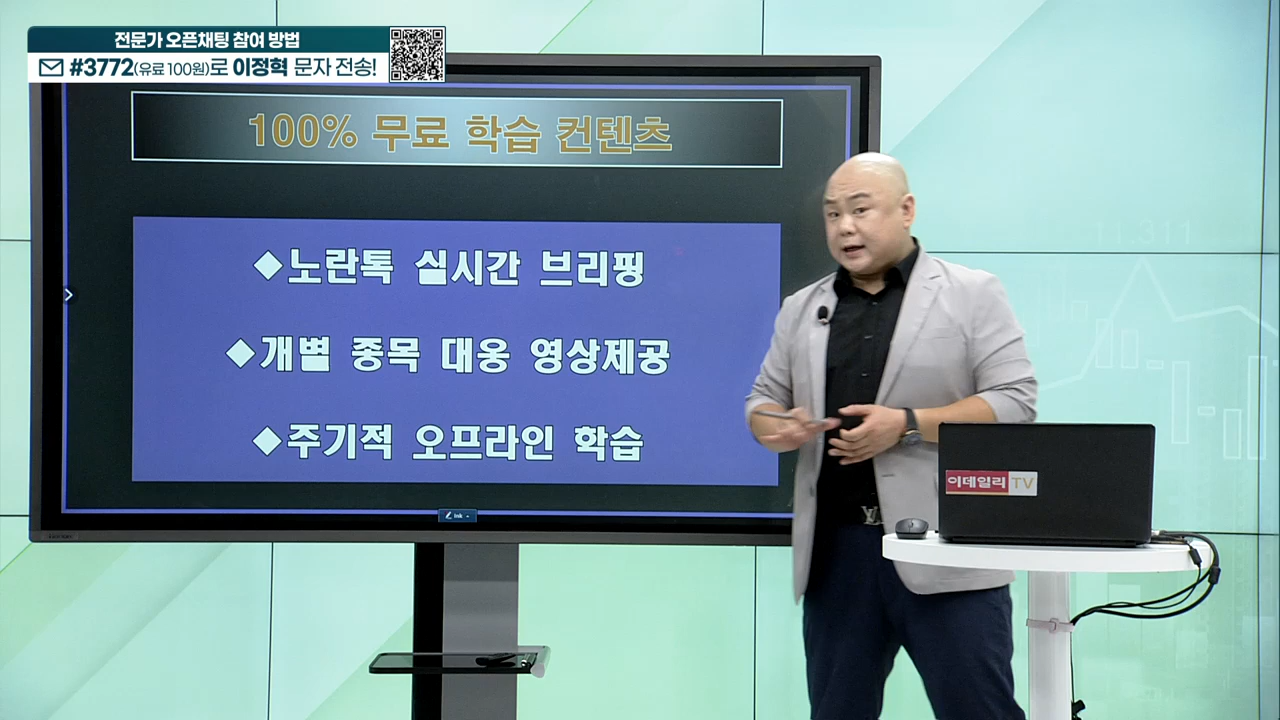 전문가 오픈채팅 참여 방법
#3772(유료 100원)로 이정혁 문자 전송!
100% 무료 학습 컨텐츠
◆노란톡 실시간 브리핑
◆개별 종목 대응 영상제공
◆주기적 오프라인 학습
Ink
이데일리 TV